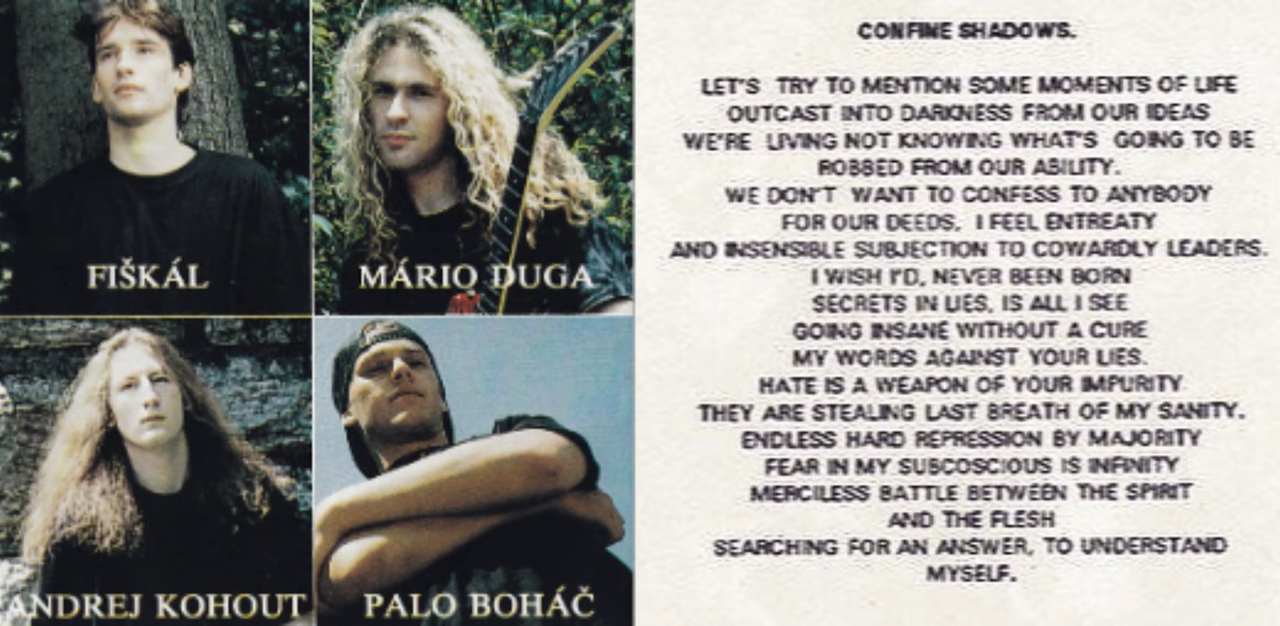 FIŠKÁL
MÁRIO DUGA
ANDREJ KOHOUT
PALO BOHÁČ
CONFINE SHADOWS.
LET'S TRY TO MENTION SOME MOMENTS OF LIFE
OUTCAST INTO DARKNESS FROM OUR IDEAS
WE'RE LIVING NOT KNOWING WHAT'S GOING TO BE
ROBBED FROM OUR ABILITY.
WE DON'T WANT TO CONFESS TO ANYBODY
FOR OUR DEEDS, I FEEL ENTREATY
AND INSENSIBLE SUBJECTION TO COWARDLY LEADERS.
I WISH I'D, NEVER BEEN BORN
SECRETS IN LIES, IS ALL I SEE
GOING INSANE WITHOUT A CURE
MY WORDS AGAINST YOUR LIES.
HATE IS A WEAPON OF YOUR IMPURITY
THEY ARE STEALING LAST BREATH OF MY SANITY.
ENDLESS HARD REPRESSION BY MAJORITY
FEAR IN MY SUBCOSCIOUS IS INFINITY
MERCILESS BATTLE BETWEEN THE SPIRIT
AND THE FLESH
SEARCHING FOR AN ANSWER, TO UNDERSTAND
MYSELF.